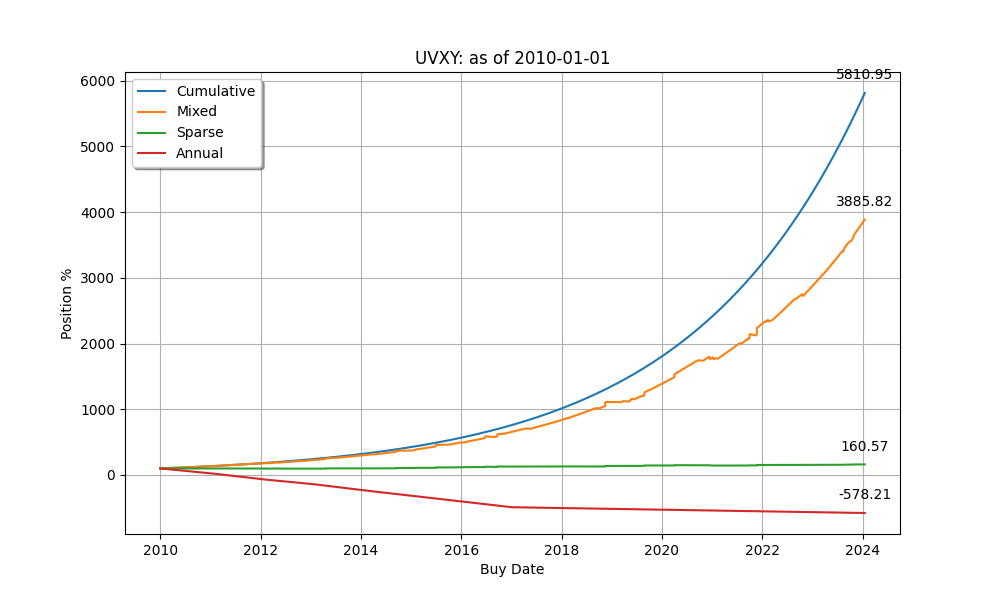 UVXY: as of 2010-01-01
Cumulative
Mixed
Sparse
Annual
5810.95
3885.82
160.57
-578.21
Position %
6000
5000
4000
3000
2000
1000
0
2010 2012 2014 2016 2018 2020 2022 2024
Buy Date